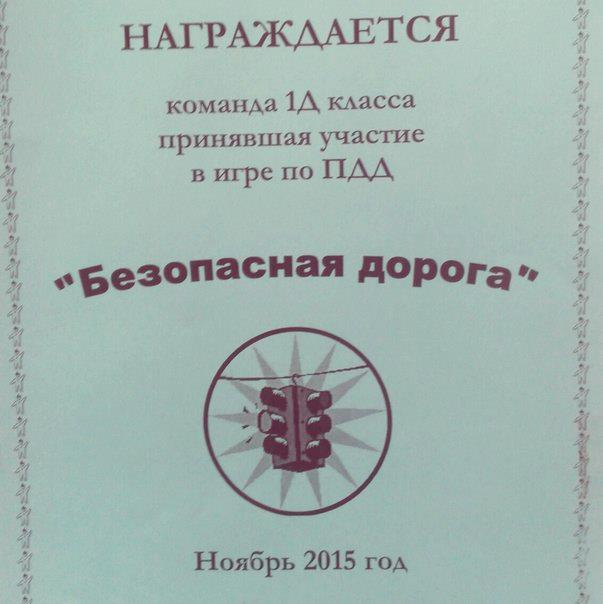 НАГРАЖДАЕТСЯ
команда 1Д класса
принявшая участие
в игре по ПДД
"Безопасная дорога"
Ноябрь 2015 год